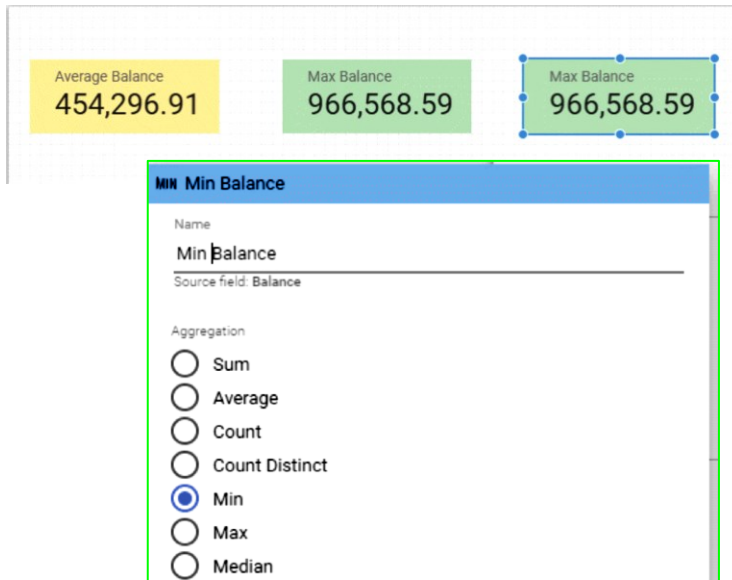 Average Balance
454,296.91
Max Balance
966,568.59
Max Balance
966,568.59
MIN Min Balance
Name
Min Balance
Source field: Balance
Aggregation
Sum
Average
Count
Count Distinct
Min
Max
Median